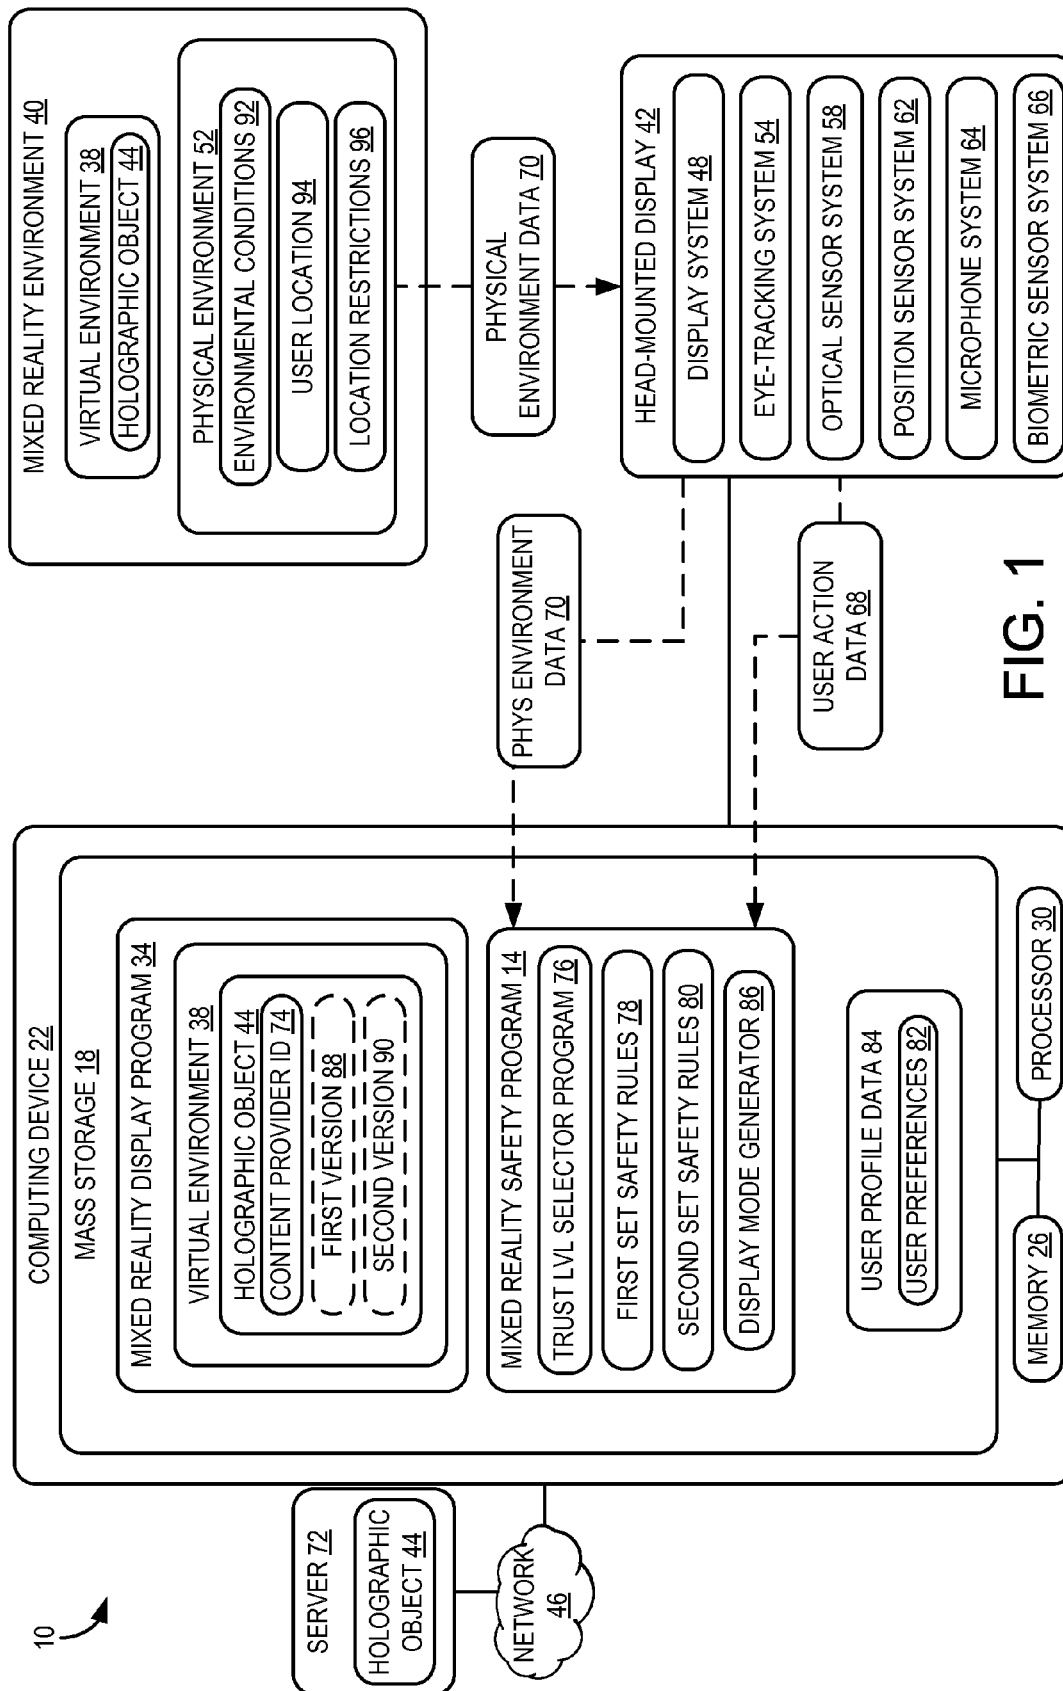 10
SERVER 72
HOLOGRAPHIC
OBJECT 44
NETWORK
46
COMPUTING DEVICE 22
MASS STORAGE 18
MIXED REALITY DISPLAY PROGRAM 34
VIRTUAL ENVIRONMENT 38
HOLOGRAPHIC OBJECT 44
CONTENT PROVIDER ID 74
FIRST VERSION 88
SECOND VERSION 90
MIXED REALITY SAFETY PROGRAM 14
TRUST LVL SELECTOR PROGRAM 76
FIRST SET SAFETY RULES 78
SECOND SET SAFETY RULES 80
DISPLAY MODE GENERATOR 86
USER PROFILE DATA 84
USER PREFERENCES 82
MEMORY 26
PROCESSOR 30
PHYS ENVIRONMENT
DATA 70
USER ACTION
DATA 68
MIXED REALITY ENVIRONMENT 40
VIRTUAL ENVIRONMENT 38
HOLOGRAPHIC OBJECT 44
PHYSICAL ENVIRONMENT 52
ENVIRONMENTAL CONDITIONS 92
USER LOCATION 94
LOCATION RESTRICTIONS 96
PHYSICAL
ENVIRONMENT DATA 70
HEAD-MOUNTED DISPLAY 42
DISPLAY SYSTEM 48
EYE-TRACKING SYSTEM 54
OPTICAL SENSOR SYSTEM 58
POSITION SENSOR SYSTEM 62
MICROPHONE SYSTEM 64
BIOMETRIC SENSOR SYSTEM 66
FIG. 1